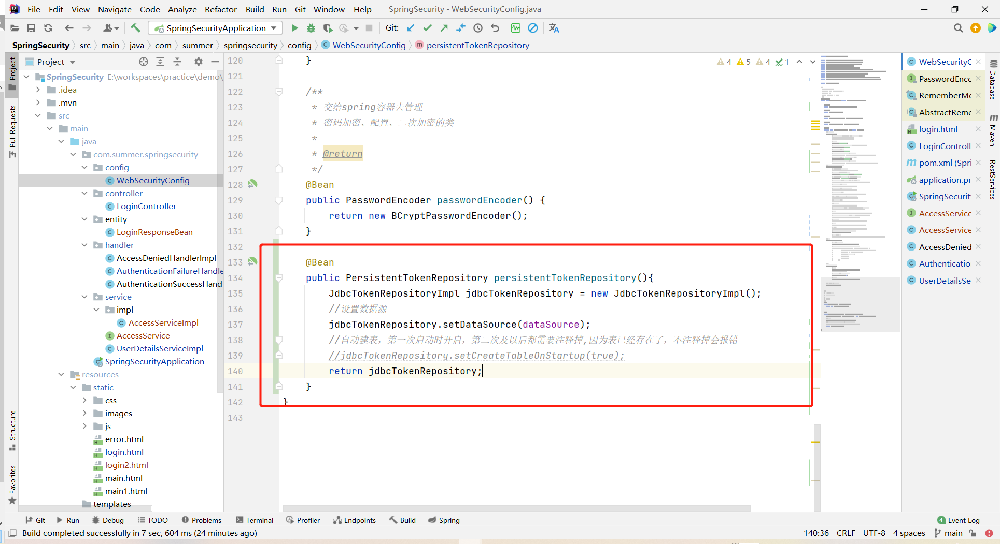 File Edit View Navigate Code Analyze Refactor Build Run Git Window Help SpringSecurity - WebSecurityConfig.java
SpringSecurityApplication Git:
SpringSecurity src main java com summer springsecurity config WebSecurityConfig persistentTokenRepository
Project
Pull Requests
Structure
Favorites
Project
SpringSecurity E:\workspaces\practice\demo\
.idea
.mvn
src
main
java
com.summer.springsecurity
config
WebSecurityConfig
controller
LoginController
entity
LoginResponseBean
handler
AccessDeniedHandlerImpl
AuthenticationFailureHandle
AuthenticationSuccessHandl
service
impl
AccessServiceImpl
AccessService
UserDetailsServiceImpl
SpringSecurityApplication
resources
static
css
images
js
error.html
login.html
login2.html
main.html
main1.html
templates
4 5 4 1
120 }
121
122 /**
123 * 交给spring容器去管理
124 * 密码加密、配置、二次加密的类
125 *
126 * @return
127 */
128 @Bean
129 public PasswordEncoder passwordEncoder() {
130 return new BCryptPasswordEncoder();
131 }
132
133 @Bean
134 public PersistentTokenRepository persistentTokenRepository(){
135 JdbcTokenRepositoryImpl jdbcTokenRepository = new JdbcTokenRepositoryImpl();
136 //设置数据源
137 jdbcTokenRepository.setDataSource(dataSource);
138 //自动建表，第一次启动时开启，第二次及以后都需要注释掉,因为表已经存在了，不注释掉会报错
139 //jdbcTokenRepository.setCreateTableOnStartup(true);
140 return jdbcTokenRepository;
141 }
142 }
143
WebSecurityC
PasswordEnco
RememberMe
AbstractReme
login.html
LoginControll
pom.xml (Spri
application.pr
SpringSecurity
AccessService
AccessService
AccessDenied
Authentication
UserDetailsSe
Database
Maven
RestServices
Git Run Debug TODO Problems Terminal Profiler Endpoints Build Spring 4 Event Log
Build completed successfully in 7 sec, 604 ms (24 minutes ago) 140:36 CRLF UTF-8 4 spaces main